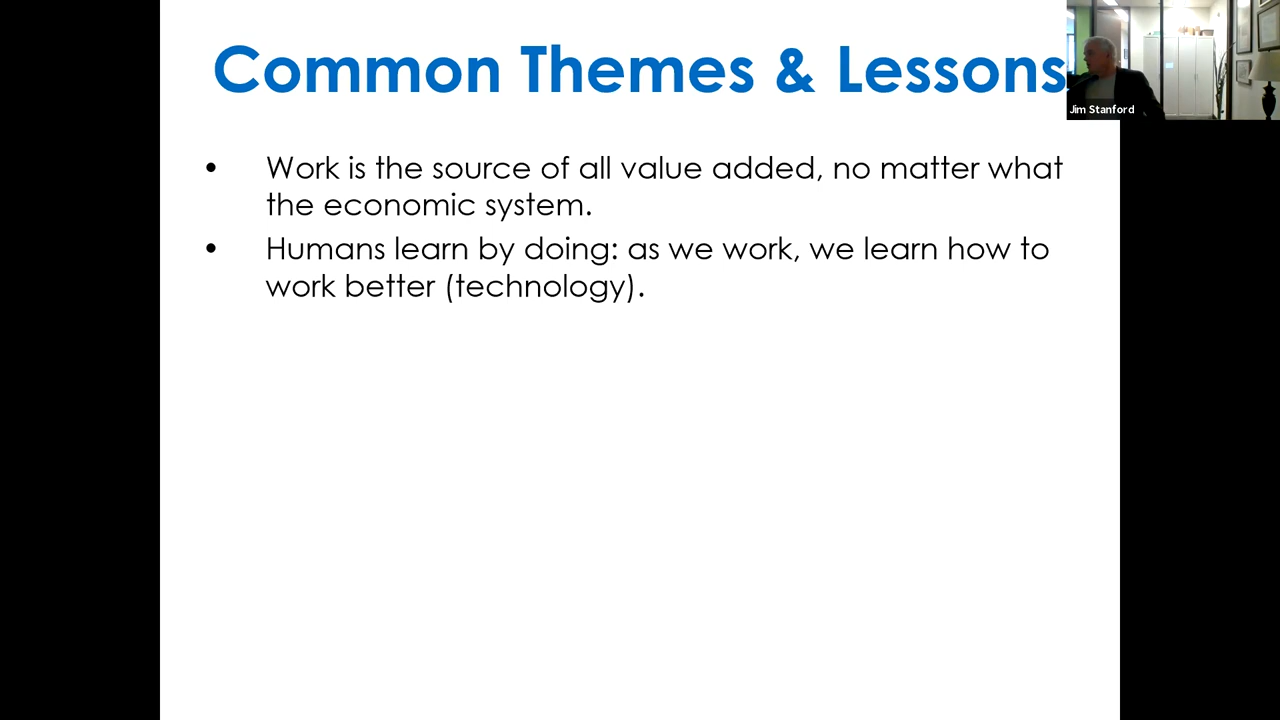 Common Themes & Lessons
Jim Stanford
• Work is the source of all value added, no matter what
the economic system.
• Humans learn by doing: as we work, we learn how to
work better (technology).